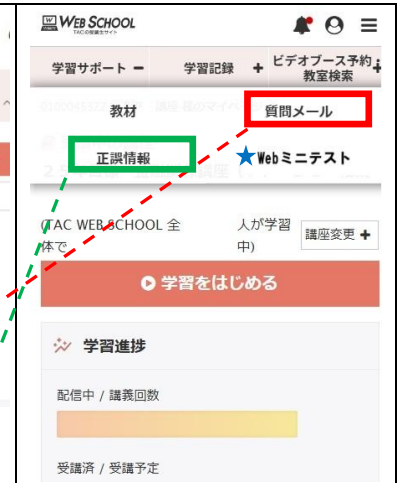 WEB SCHOOL
TACの受講生サイト
学習サポート − 学習記録 + ビデオブース予約・教室検索 +
教材 質問メール
正誤情報 ★Webミニテスト
(TAC WEB SCHOOL 全体で 人が学習中)
講座変更 +
学習をはじめる
学習進捗
配信中 / 講義回数
受講済 / 受講予定